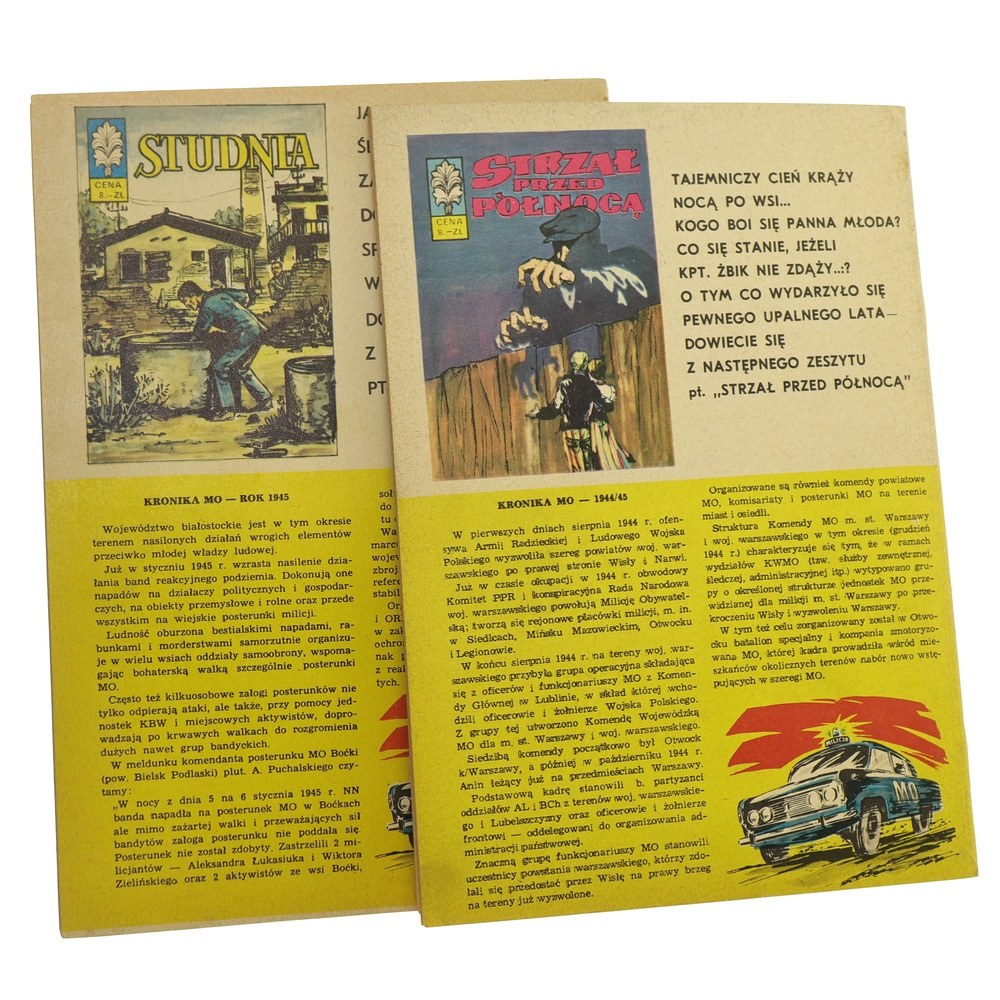 STUDNIA
CENA
8.—ZŁ
JA
ŚL
ZA
DO
SP
W
DO
Z
PT
KRONIKA MO — ROK 1945
Województwo białostockie jest w tym okresie
terenem nasilonych działań wrogich elementów
przeciwko młodej władzy ludowej.
Już w styczniu 1945 r. wzrasta nasilenie dzia-
łania band reakcyjnego podziemia. Dokonują one
napadów na działaczy politycznych i gospodar-
czych, na obiekty przemysłowe i rolne oraz przede
wszystkim na wiejskie posterunki milicji.
Ludność oburzona bestialskimi napadami, ra-
bunkami i morderstwami samorzutnie organizu-
je w wielu wsiach oddziały samoobrony, wspoma-
gając bohaterską walką szczególnie posterunki
MO.
Często też kilkuosobowe załogi posterunków nie
tylko odpierają ataki, ale także, przy pomocy jed-
nostek KBW i miejscowych aktywistów, dopro-
wadzają po krwawych walkach do rozgromienia
dużych nawet grup bandyckich.
W meldunku komendanta posterunku MO Boćki
(pow. Bielsk Podlaski) plut. A. Puchalskiego czy-
tamy:
„W nocy z dnia 5 na 6 stycznia 1945 r. NN
banda napadła na posterunek MO w Boćkach
ale mimo zażartej walki i przeważających sił
bandytów załoga posterunku nie poddała się.
Posterunek nie został zdobyty. Zastrzelili 2 mi-
licjantów — Aleksandra Łukasiuka i Wiktora
Zielińskiego oraz 2 aktywistów ze wsi Boćki,
soł
do
tu
Wa
marc
woje
zbroj
refer
stabil
Or
i OR
w zał
ochro
nak
z real
tych.
STRZAŁ
PRZED
PÓŁNOCĄ
CENA
8.—ZŁ
TAJEMNICZY CIEŃ KRĄŻY
NOCĄ PO WSI...
KOGO BOI SIĘ PANNA MŁODA?
CO SIĘ STANIE, JEŻELI
KPT. ŻBIK NIE ZDĄŻY..:?
O TYM CO WYDARZYŁO SIĘ
PEWNEGO UPALNEGO LATA—
DOWIECIE SIĘ
Z NASTĘPNEGO ZESZYTU
pt. „STRZAŁ PRZED PÓŁNOCĄ”
KRONIKA MO — 1944/45
W pierwszych dniach sierpnia 1944 r. ofen-
sywa Armii Radzieckiej i Ludowego Wojska
Polskiego wyzwoliła szereg powiatów woj. war-
szawskiego po prawej stronie Wisły i Narwi.
Już w czasie okupacji w 1944 r. obwodowy
Komitet PPR i konspiracyjna Rada Narodowa
woj. warszawskiego powołują Milicję Obywatel-
ską; tworzą się rejonowe placówki milicji, m. in.
w Siedlcach, Mińsku Mazowieckim, Otwocku
i Legionowie.
W końcu sierpnia 1944 r. na tereny woj. war-
szawskiego przybyła grupa operacyjna składająca
się z oficerów i funkcjonariuszy MO z Komen-
dy Głównej w Lublinie, w skład której wcho-
dzili oficerowie i żołnierze Wojska Polskiego.
Z grupy tej utworzono Komendę Wojewódzką
MO dla m. st. Warszawy i woj. warszawskiego.
Siedzibą komendy początkowo był Otwock
k/Warszawy, a później w październiku 1944 r.
Anin leżący już na przedmieściach Warszawy.
Podstawową kadrę stanowili b. partyzanci
oddziałów AL i BCh z terenów woj. warszawskie-
go i Lubelszczyzny oraz oficerowie i żołnierze
frontowi — oddelegowani do organizowania ad-
ministracji państwowej.
Znaczną grupę funkcjonariuszy MO stanowili
uczestnicy powstania warszawskiego, którzy zdo-
łali się przedostać przez Wisłę na prawy brzeg
na tereny już wyzwolone.
Organizowane są również komendy powiatowe
MO, komisariaty i posterunki MO na terenie
miast i osiedli.
Struktura Komendy MO m. st. Warszawy
i woj. warszawskiego w tym okresie (grudzień
1944 r.) charakteryzuje się tym, że w ramach
wydziałów KWMO (tzw. służby zewnętrznej,
śledczej, administracyjnej itp.) wytypowano gru-
py o określonej strukturze jednostek MO prze-
widzianej dla milicji m. st. Warszawy po prze-
kroczeniu Wisły i wyzwoleniu Warszawy.
W tym też celu zorganizowany został w Otwo-
cku batalion specjalny i kompania zmotoryzo-
wana MO, której kadra prowadziła wśród mie-
szkańców okolicznych terenów nabór nowo wstę-
pujących w szeregi MO.
MILICJA
MO